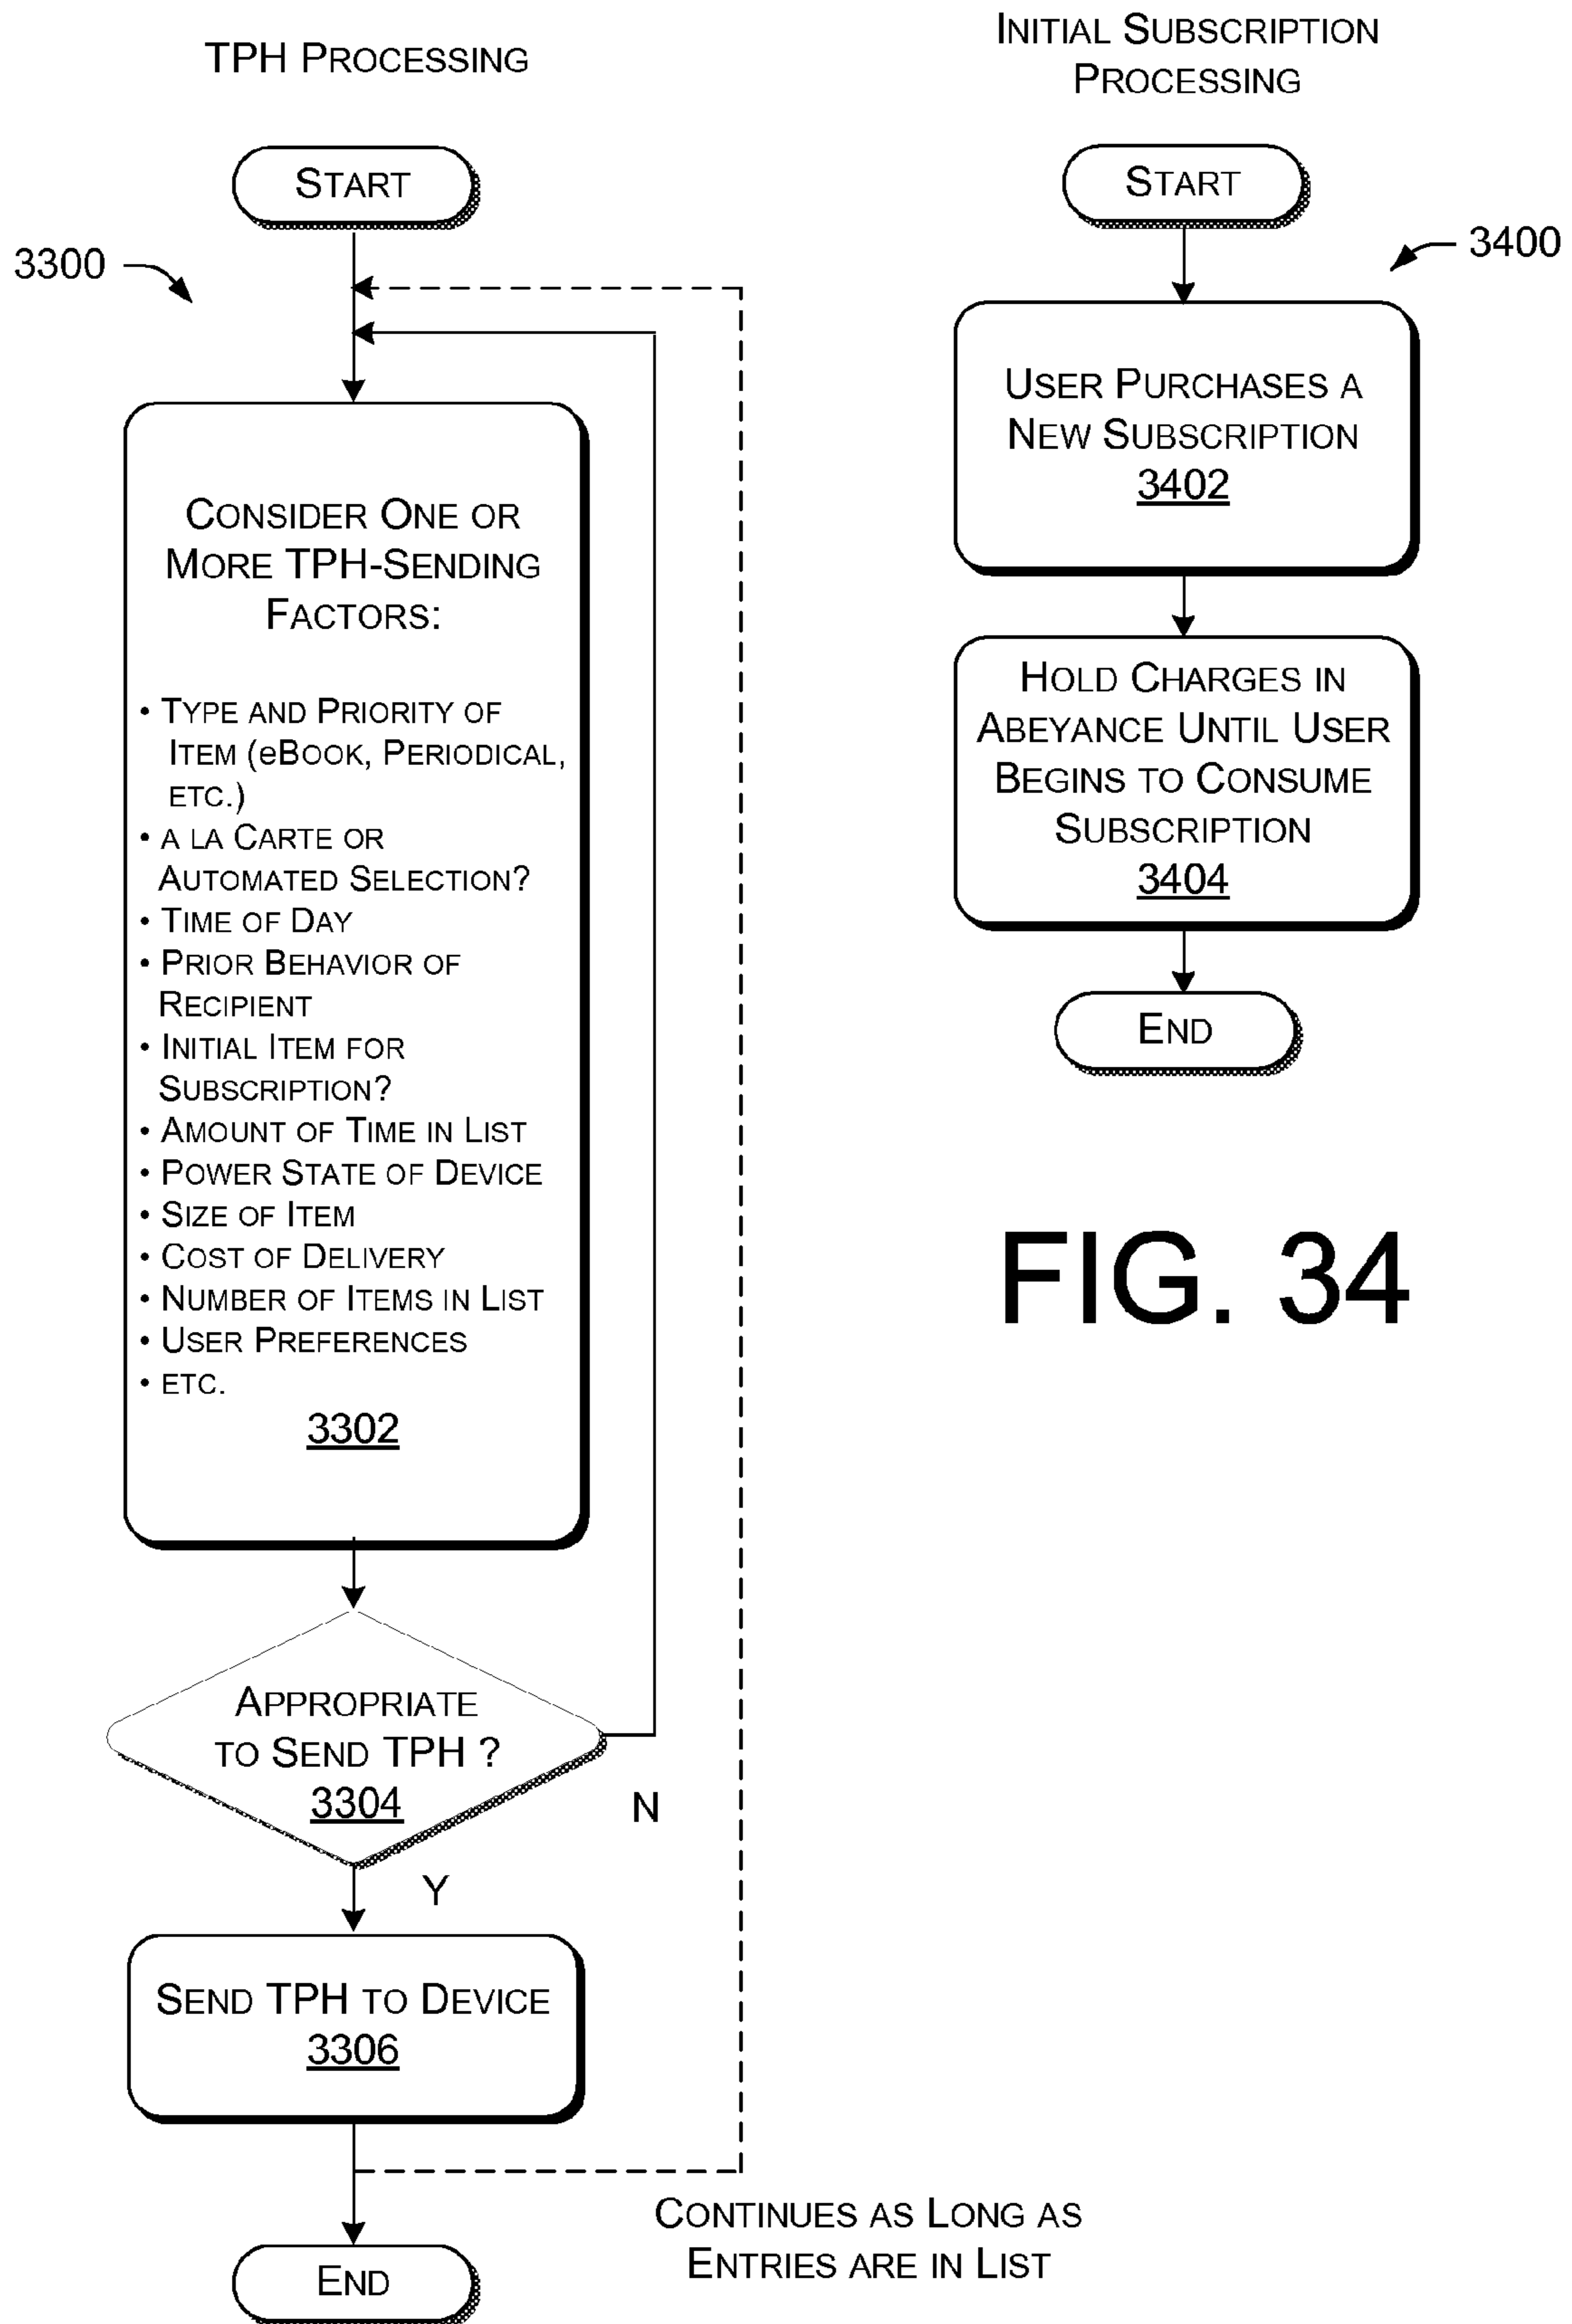 TPH PROCESSING
START
3300
CONSIDER ONE OR
MORE TPH-SENDING
FACTORS:
• TYPE AND PRIORITY OF
ITEM (eBOOK, PERIODICAL,
ETC.)
• A LA CARTE OR
AUTOMATED SELECTION?
• TIME OF DAY
• PRIOR BEHAVIOR OF
RECIPIENT
• INITIAL ITEM FOR
SUBSCRIPTION?
• AMOUNT OF TIME IN LIST
• POWER STATE OF DEVICE
• SIZE OF ITEM
• COST OF DELIVERY
• NUMBER OF ITEMS IN LIST
• USER PREFERENCES
• ETC.
3302
APPROPRIATE
TO SEND TPH ?
3304
N
Y
SEND TPH TO DEVICE
3306
CONTINUES AS LONG AS
ENTRIES ARE IN LIST
END
INITIAL SUBSCRIPTION
PROCESSING
START
3400
USER PURCHASES A
NEW SUBSCRIPTION
3402
HOLD CHARGES IN
ABEYANCE UNTIL USER
BEGINS TO CONSUME
SUBSCRIPTION
3404
END
FIG. 34